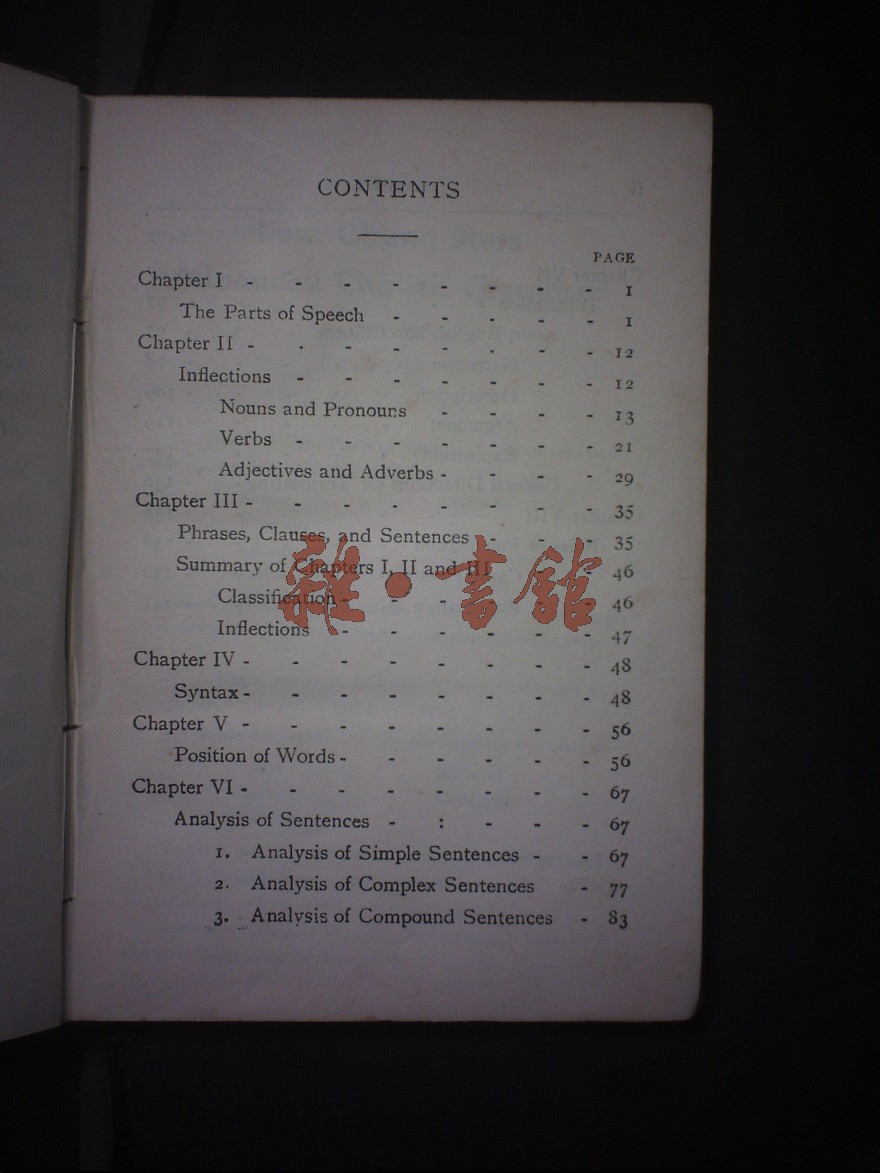 CONTENTS
PAGE
Chapter I - - - - - - - - 1
The Parts of Speech - - - - - 1
Chapter II - - - - - - - - 12
Inflections - - - - - - - 12
Nouns and Pronouns - - - - 13
Verbs - - - - - - - 21
Adjectives and Adverbs - - - - 29
Chapter III - - - - - - - - 35
Phrases, Clauses, and Sentences - - - 35
Summary of Chapters I, II and III - - 46
Classification - - - - - - 46
Inflections - - - - - - 47
Chapter IV - - - - - - - - 48
Syntax - - - - - - - - 48
Chapter V - - - - - - - - 56
Position of Words - - - - - - 56
Chapter VI - - - - - - - - 67
Analysis of Sentences - : - - - 67
1. Analysis of Simple Sentences - - 67
2. Analysis of Complex Sentences - 77
3. Analysis of Compound Sentences - 83
雜·書館